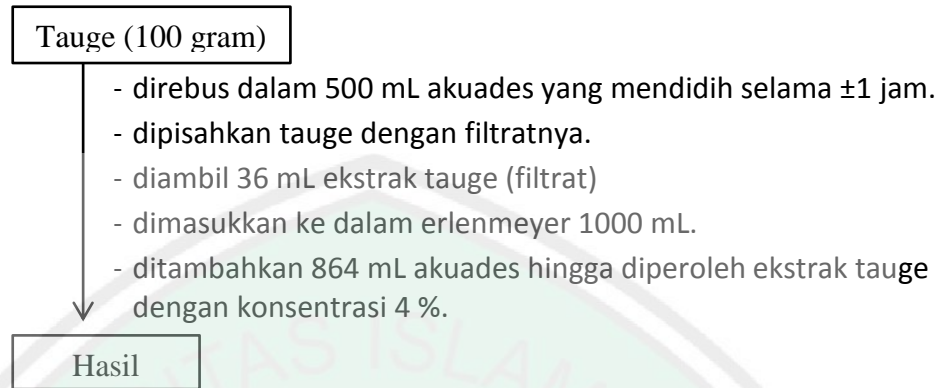 Tauge (100 gram)
- direbus dalam 500 mL akuades yang mendidih selama ±1 jam.
- dipisahkan tauge dengan filtratnya.
- diambil 36 mL ekstrak tauge (filtrat)
- dimasukkan ke dalam erlenmeyer 1000 mL.
- ditambahkan 864 mL akuades hingga diperoleh ekstrak tauge
dengan konsentrasi 4 %.
Hasil